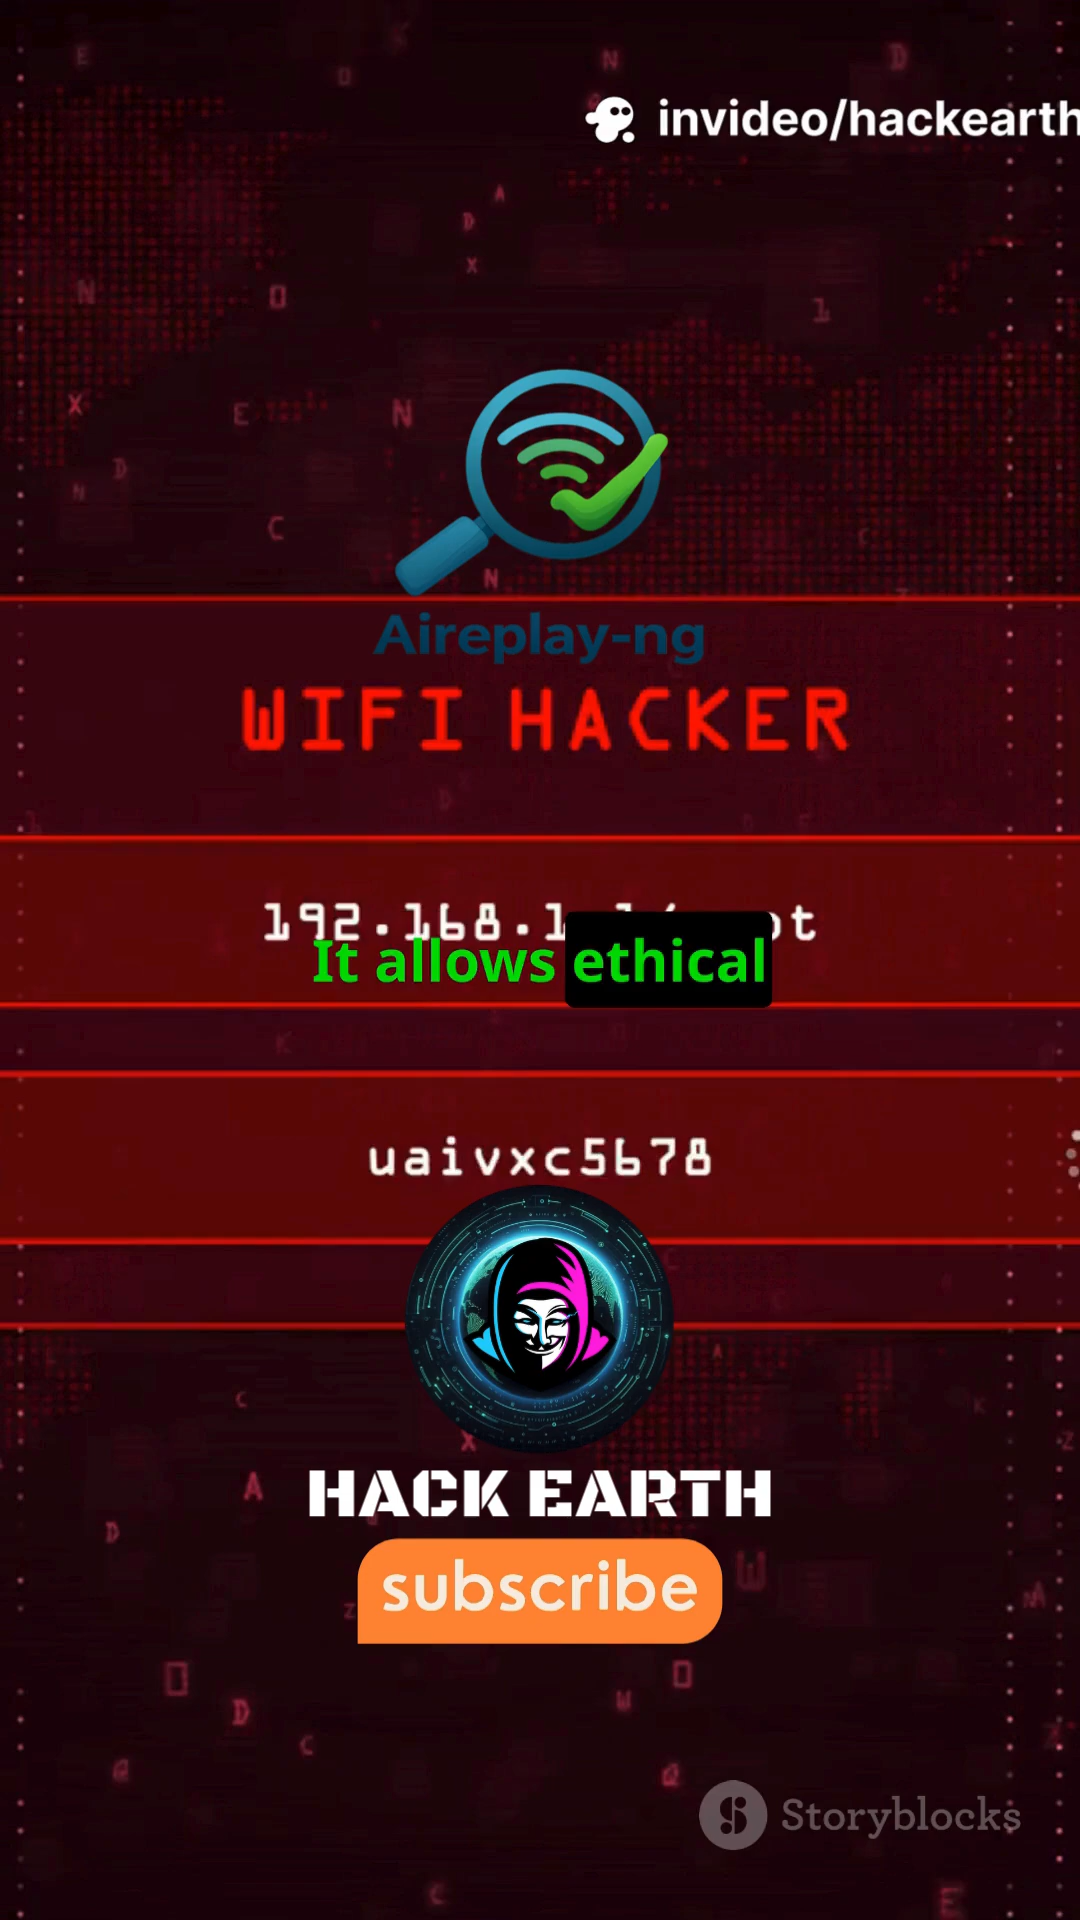 invideo/hackearth
Aireplay-ng
WIFI HACKER
It allows ethical
uaivxc5678
HACK EARTH
subscribe
Storyblocks